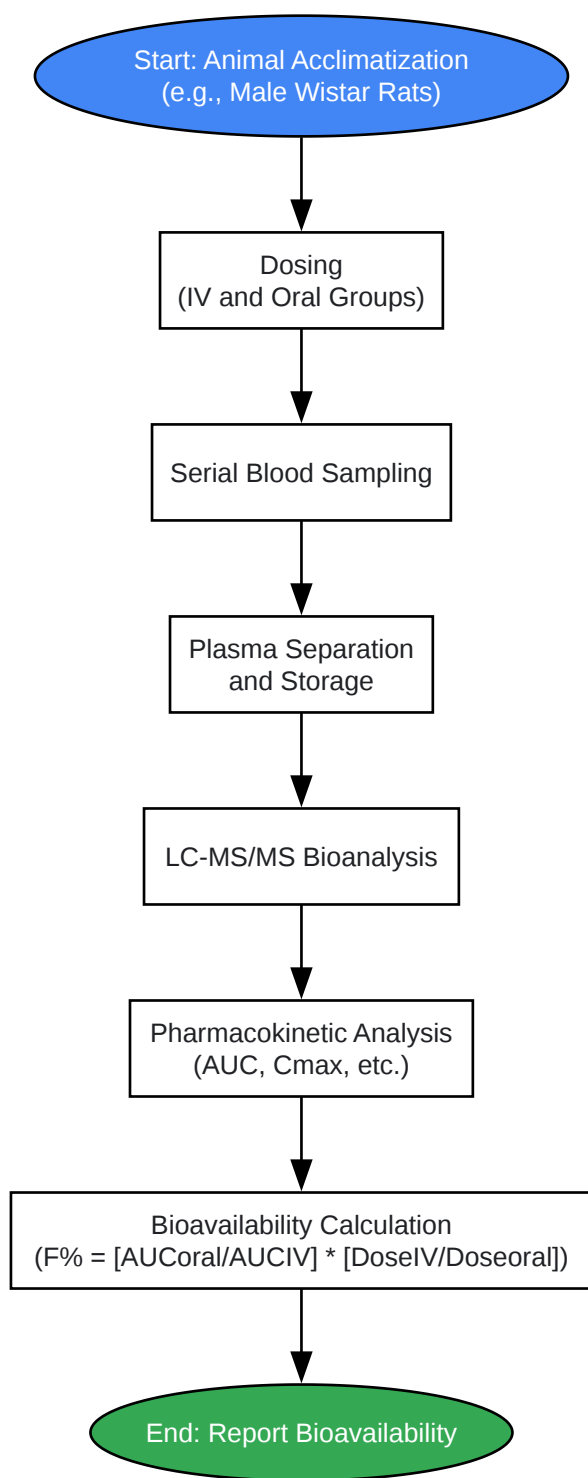 Start: Animal Acclimatization
(e.g., Male Wistar Rats)
Dosing
(IV and Oral Groups)
Serial Blood Sampling
Plasma Separation
and Storage
LC-MS/MS Bioanalysis
Pharmacokinetic Analysis
(AUC, Cmax, etc.)
Bioavailability Calculation
(F% = [AUCoral/AUCIV] * [DoseIV/Doseoral])
End: Report Bioavailability